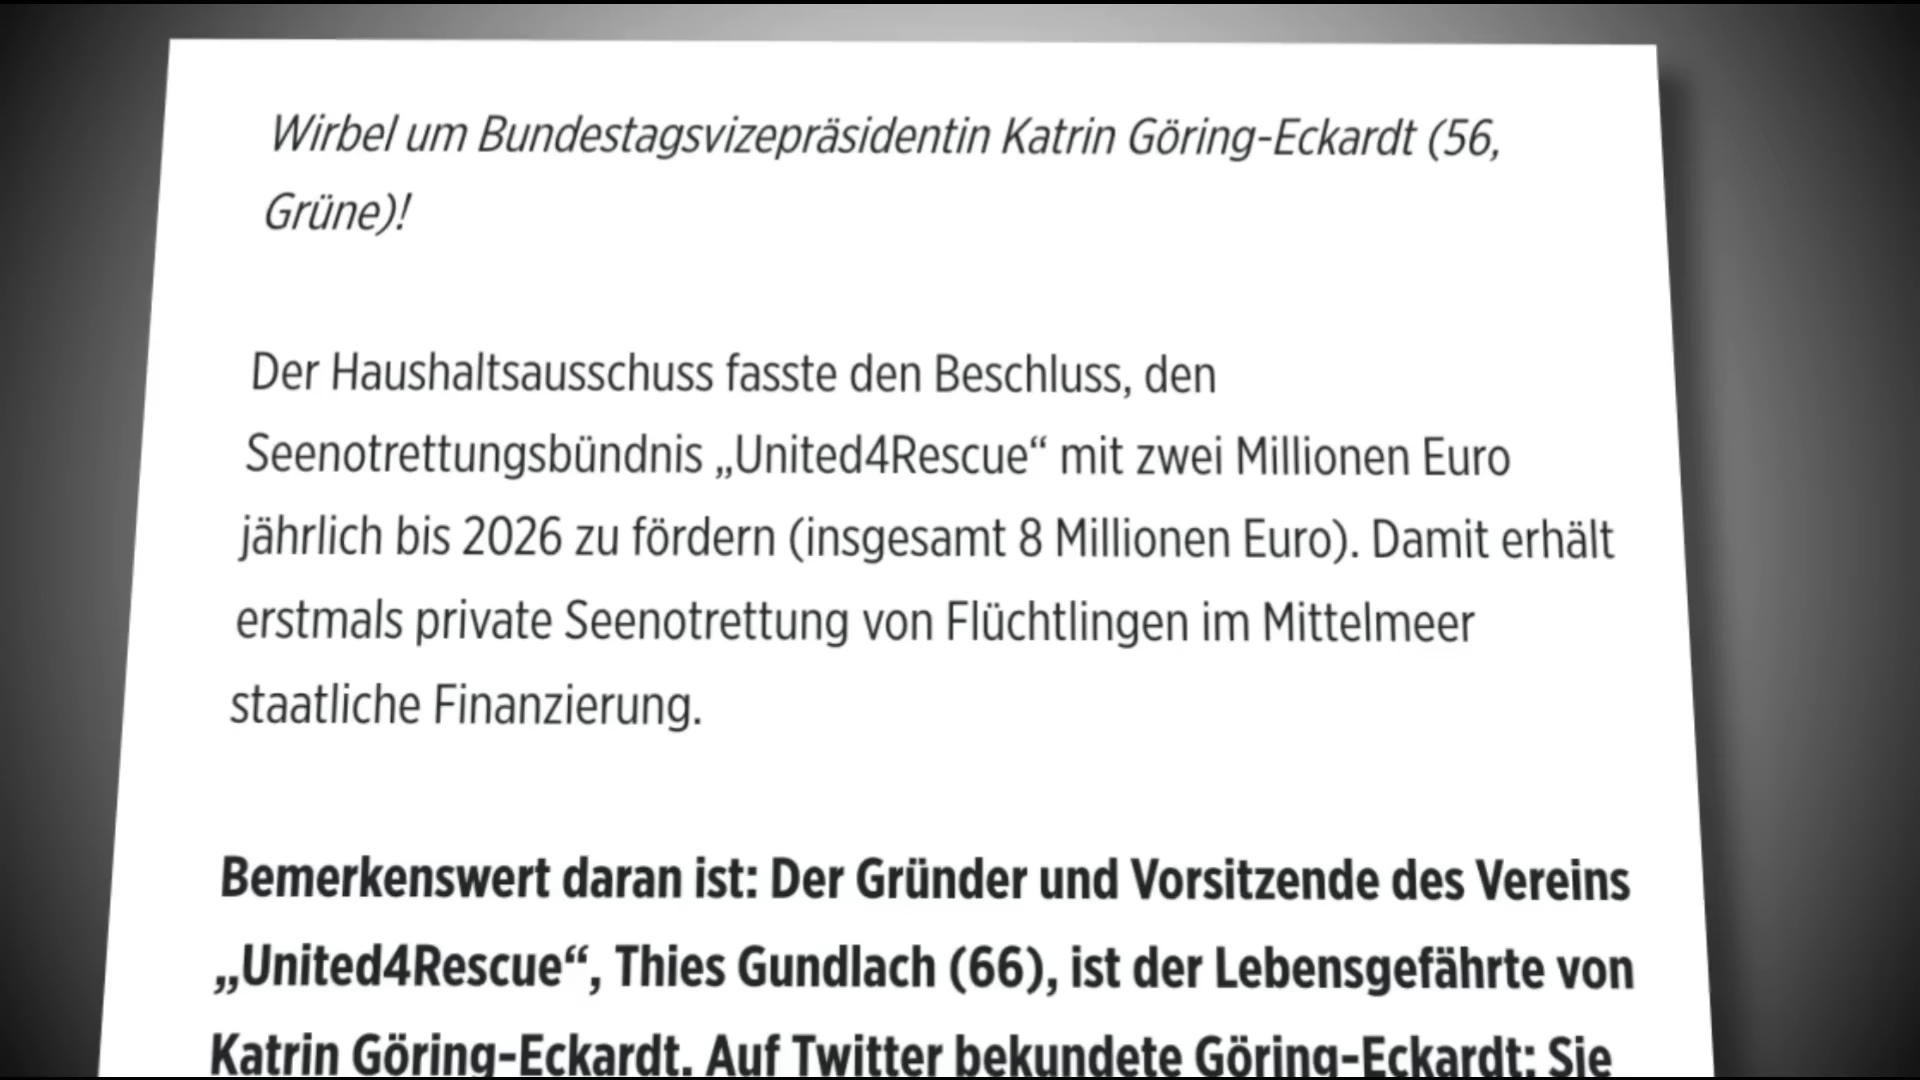 Wirbel um Bundestagsvizepräsidentin Katrin Göring-Eckardt (56,
Grüne)!
Der Haushaltsausschuss fasste den Beschluss, den
Seenotrettungsbündnis „United4Rescue“ mit zwei Millionen Euro
jährlich bis 2026 zu fördern (insgesamt 8 Millionen Euro). Damit erhält
erstmals private Seenotrettung von Flüchtlingen im Mittelmeer
staatliche Finanzierung.
Bemerkenswert daran ist: Der Gründer und Vorsitzende des Vereins
„United4Rescue“, Thies Gundlach (66), ist der Lebensgefährte von
Katrin Göring-Eckardt. Auf Twitter bekundete Göring-Eckardt: Sie